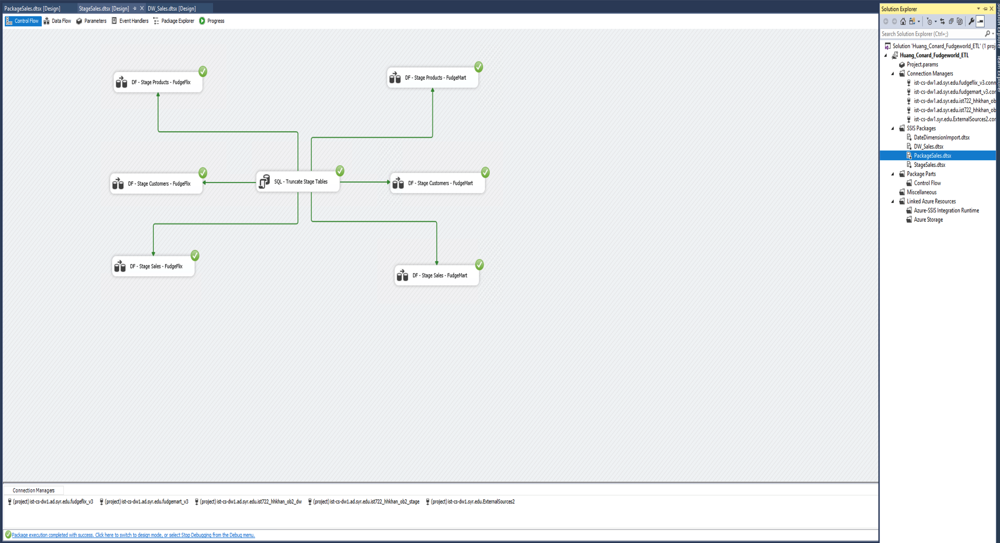 PackageSales.dtsx [Design]
StageSales.dtsx [Design]
DW_Sales.dtsx [Design]
Control Flow
Data Flow
Parameters
Event Handlers
Package Explorer
Progress
DF - Stage Products - FudgeFlix
DF - Stage Products - FudgeMart
DF - Stage Customers - FudgeFlix
SQL - Truncate Stage Tables
DF - Stage Customers - FudgeMart
DF - Stage Sales - FudgeFlix
DF - Stage Sales - FudgeMart
Connection Managers
(project) ist-cs-dw1.ad.syr.edu.fudgeflix_v3
(project) ist-cs-dw1.ad.syr.edu.fudgemart_v3
(project) ist-cs-dw1.ad.syr.edu.ist722_hhkhan_ob2_dw
(project) ist-cs-dw1.ad.syr.edu.ist722_hhkhan_ob2_stage
(project) ist-cs-dw1.syr.edu.ExternalSources2
Package execution completed with success. Click here to switch to design mode, or select Stop Debugging from the Debug menu.
Solution Explorer
Search Solution Explorer (Ctrl+;)
Solution 'Huang_Conard_Fudgeworld_ETL' (1 proj
Huang_Conard_Fudgeworld_ETL
Project.params
Connection Managers
ist-cs-dw1.ad.syr.edu.fudgeflix_v3.conn
ist-cs-dw1.ad.syr.edu.fudgemart_v3.cor
ist-cs-dw1.ad.syr.edu.ist722_hhkhan_ob
ist-cs-dw1.ad.syr.edu.ist722_hhkhan_ob
ist-cs-dw1.syr.edu.ExternalSources2.cor
SSIS Packages
DateDimensionImport.dtsx
DW_Sales.dtsx
PackageSales.dtsx
StageSales.dtsx
Package Parts
Control Flow
Miscellaneous
Linked Azure Resources
Azure-SSIS Integration Runtime
Azure Storage